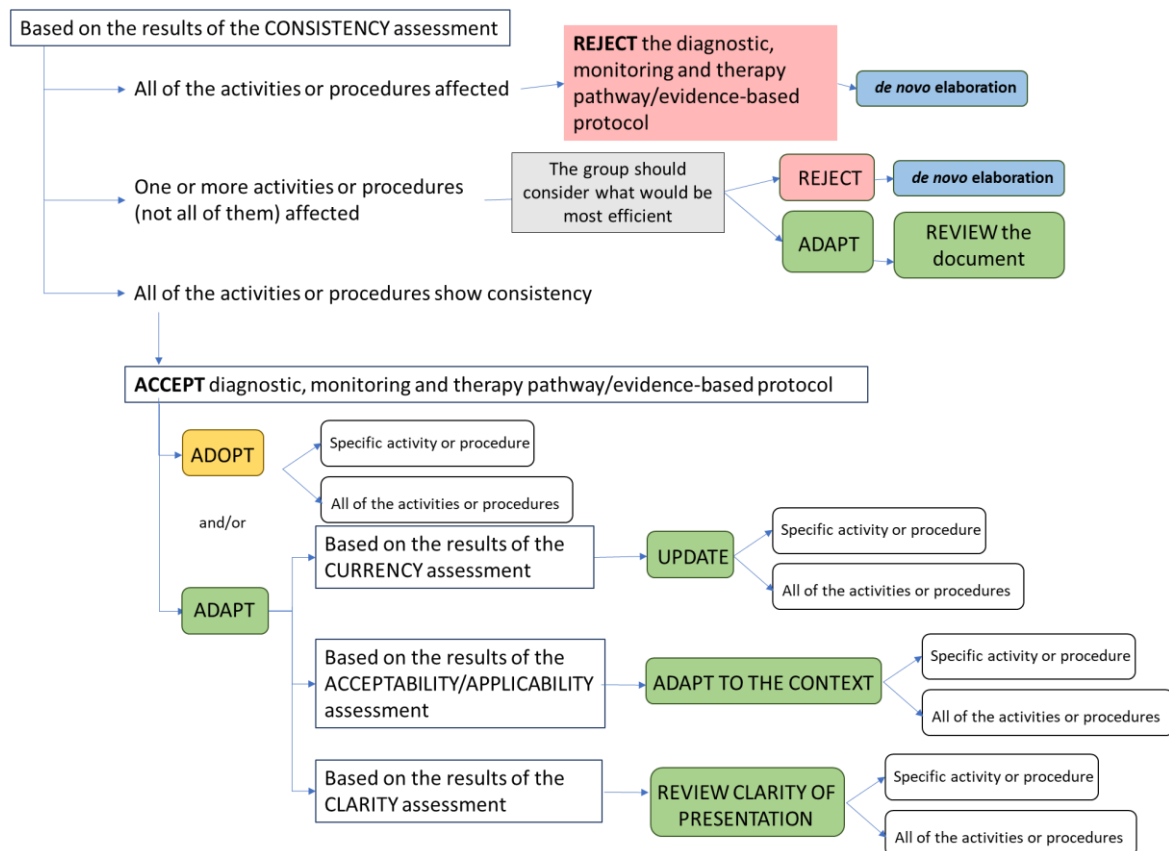 Based on the results of the CONSISTENCY assessment
All of the activities or procedures affected
REJECT the diagnostic,
monitoring and therapy
pathway/evidence-based
protocol
de novo elaboration
One or more activities or procedures
(not all of them) affected
The group should
consider what would be
most efficient
REJECT
de novo elaboration
ADAPT
REVIEW the
document
All of the activities or procedures show consistency
ACCEPT diagnostic, monitoring and therapy pathway/evidence-based protocol
ADOPT
Specific activity or procedure
All of the activities or procedures
and/or
ADAPT
Based on the results of the
CURRENCY assessment
UPDATE
Specific activity or procedure
All of the activities or procedures
Based on the results of the
ACCEPTABILITY/APPLICABILITY
assessment
ADAPT TO THE CONTEXT
Specific activity or procedure
All of the activities or procedures
Based on the results of the
CLARITY assessment
REVIEW CLARITY OF
PRESENTATION
Specific activity or procedure
All of the activities or procedures